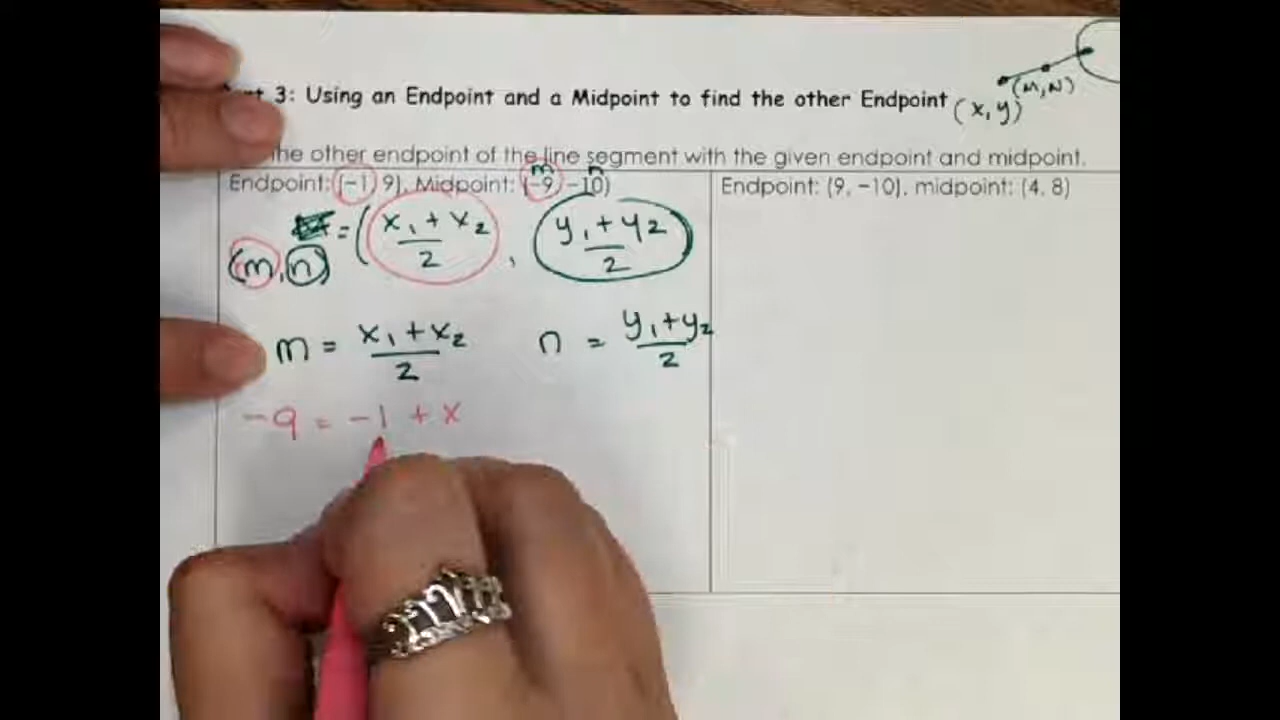 3: Using an Endpoint and a Midpoint to find the other Endpoint
(M,N)
(x,y)
the other endpoint of the line segment with the given endpoint and midpoint.
m n
Endpoint: (-1, 9), Midpoint: (-9, -10)
Endpoint: (9, -10), midpoint: (4, 8)
(m,n) = (x₁ + x₂ / 2 , y₁ + y₂ / 2
m = x₁ + x₂ / 2
n = y₁ + y₂ / 2
-9 = -1 + x